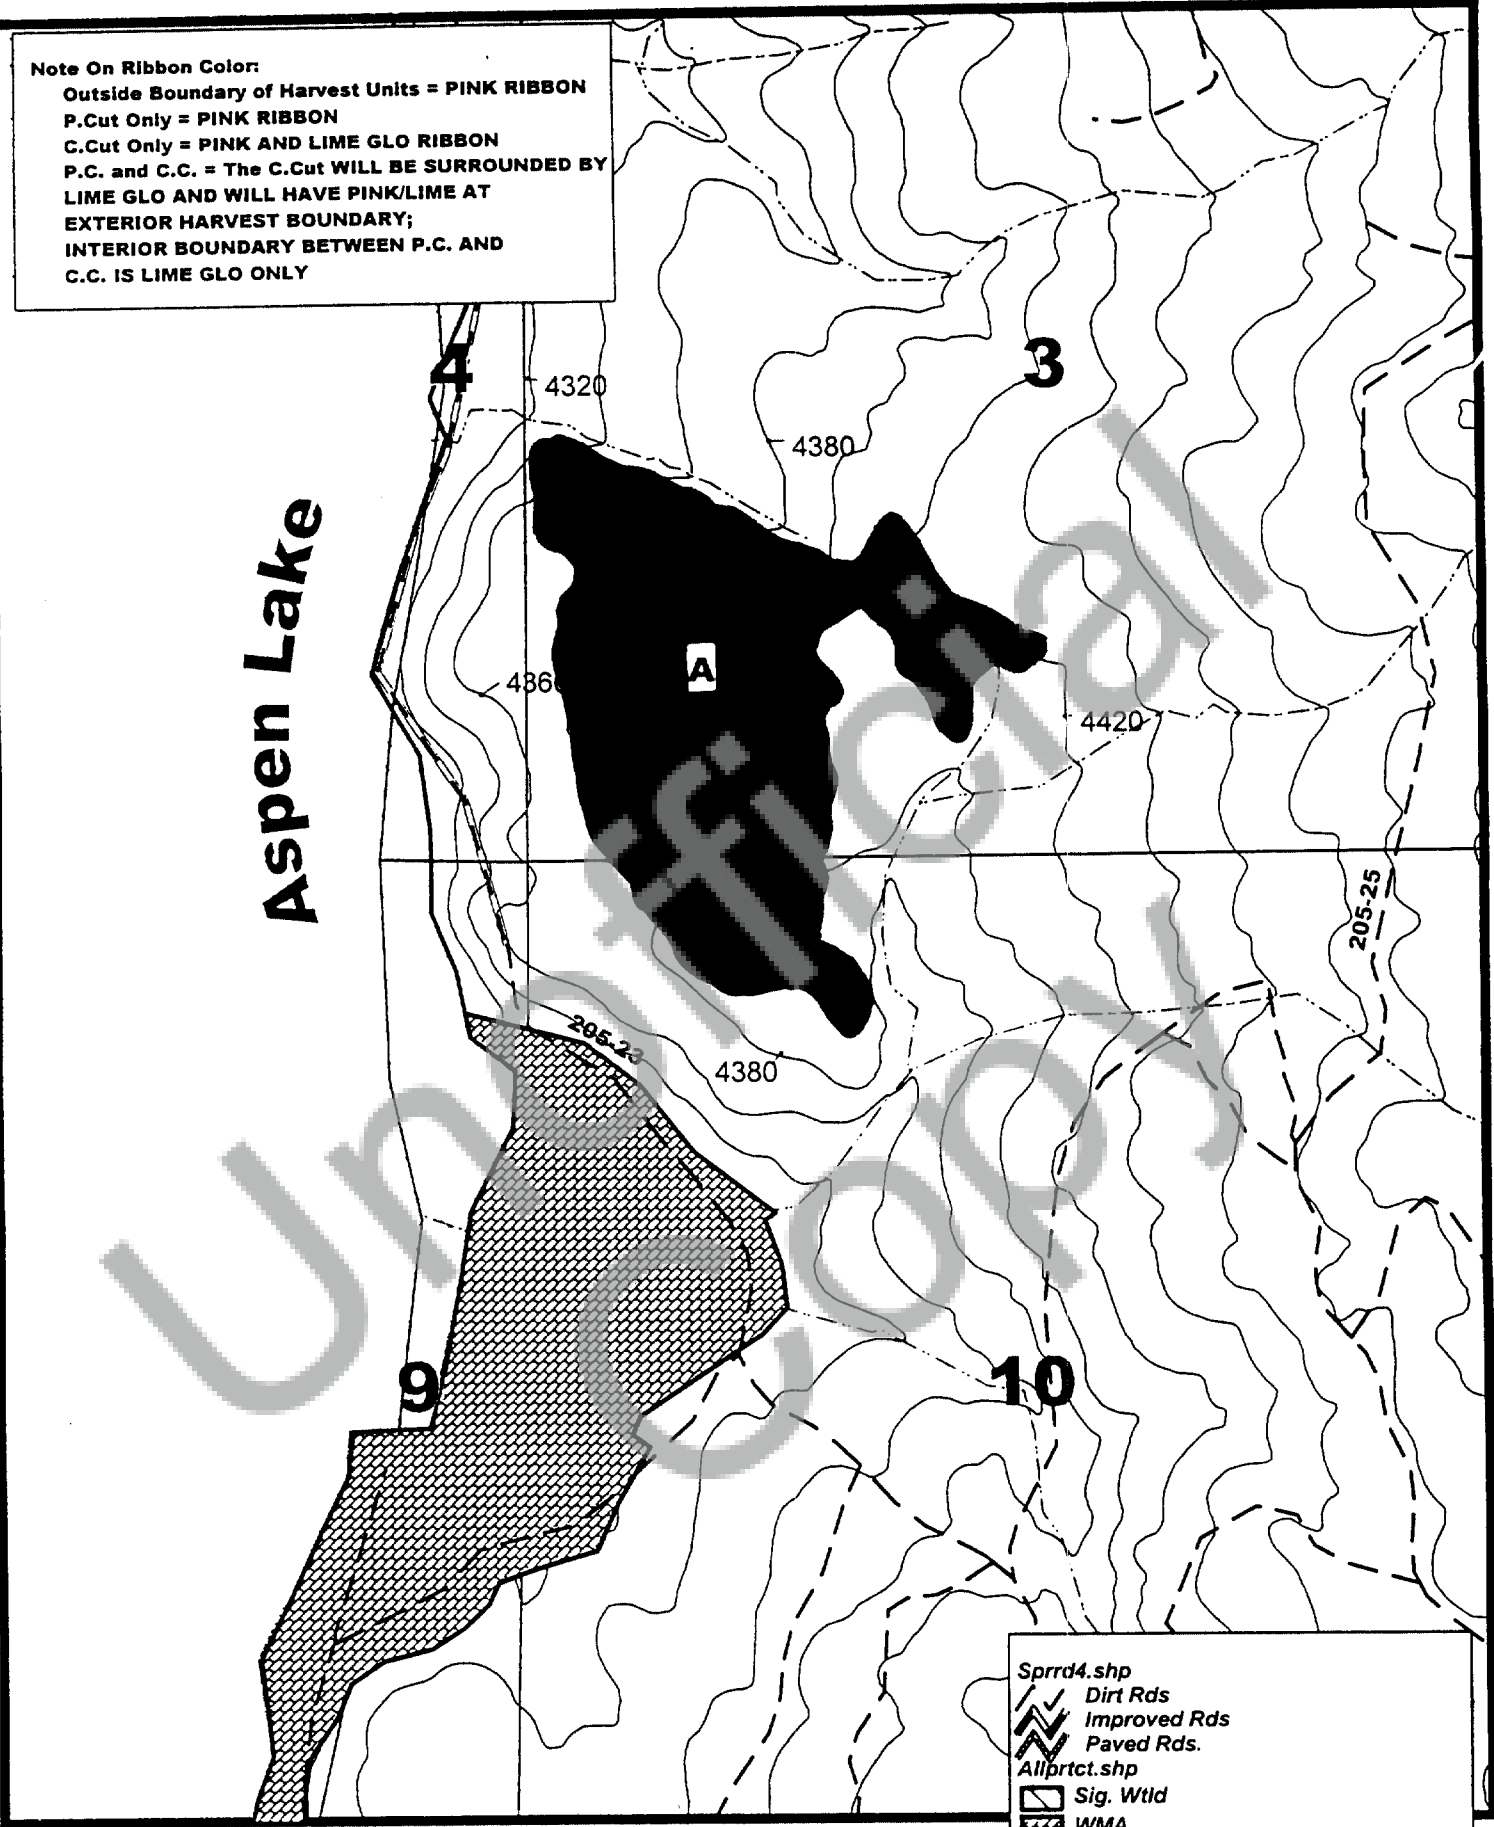 Note On Ribbon Color:
Outside Boundary of Harvest Units = PINK RIBBON
P.Cut Only = PINK RIBBON
C.Cut Only = PINK AND LIME GLO RIBBON
P.C. and C.C. = The C.Cut WILL BE SURROUNDED BY
LIME GLO AND WILL HAVE PINK/LIME AT
EXTERIOR HARVEST BOUNDARY;
INTERIOR BOUNDARY BETWEEN P.C. AND
C.C. IS LIME GLO ONLY
4
3
4320
4380
Aspen Lake
A
4360
4420
205-25
205-23
4380
9
10
Unofficial
Copy
Sprrd4.shp
Dirt Rds
Improved Rds
Paved Rds.
Allprtct.shp
Sig. Wtld
WMA